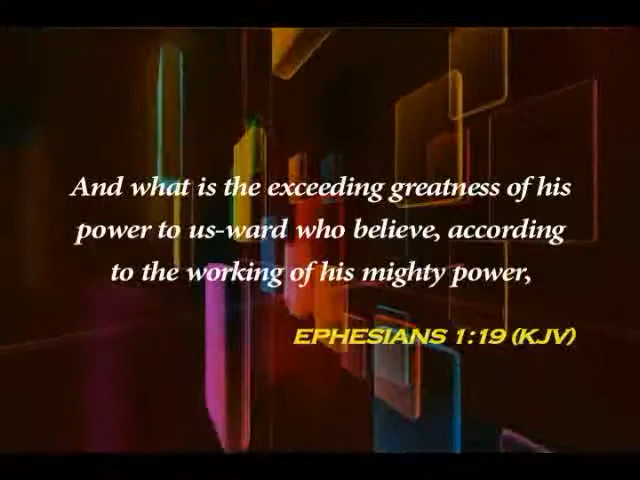 And what is the exceeding greatness of his
power to us-ward who believe, according
to the working of his mighty power,
EPHESIANS 1:19 (KJV)